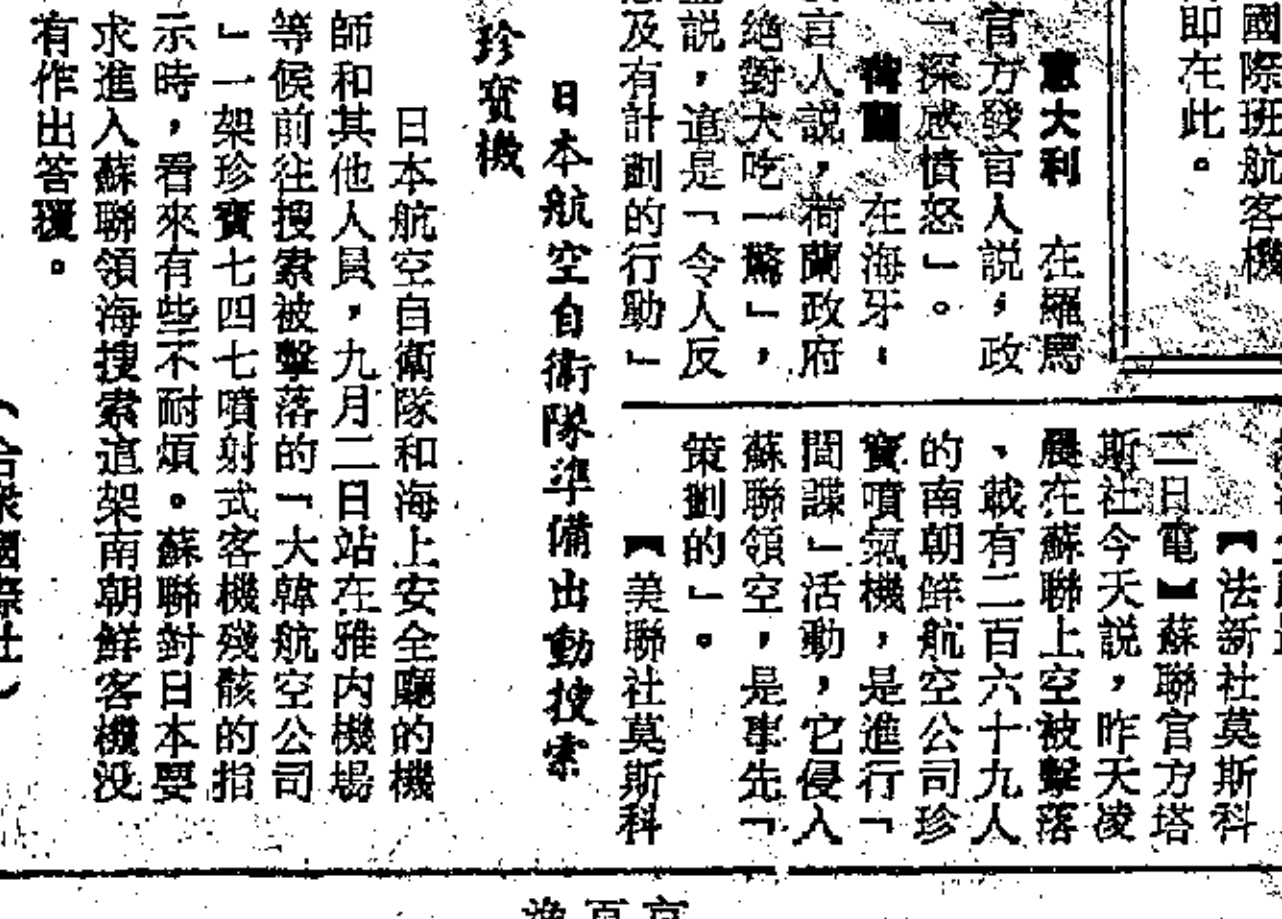 國際班航客機
即在此。
意大利　在羅馬
官方發言人説，政
「深感憤怒」。
荷蘭　在海牙，
言人説，荷蘭政府
絕對大吃一驚」，
説，這是「令人反
及有計劃的行動」
【法新社莫斯科
二日電】蘇聯官方塔
斯社今天説，昨天凌
晨在蘇聯上空被擊落
、載有二百六十九人
的南朝鮮航空公司珍
寶噴氣機，是進行「
間諜」活動，它侵入
蘇聯領空，是事先「
策劃的」。
【美聯社莫斯科
日本航空自衛隊準備出動搜索
珍寳機
日本航空自衛隊和海上安全廳的機
師和其他人員，九月二日站在雅内機場
等候前往搜索被擊落的「大韓航空公司
」一架珍寶七四七噴射式客機殘骸的指
示時，看來有些不耐煩。蘇聯對日本要
求進入蘇聯領海搜索這架南朝鮮客機没
有作出答覆。
（合衆國際社）